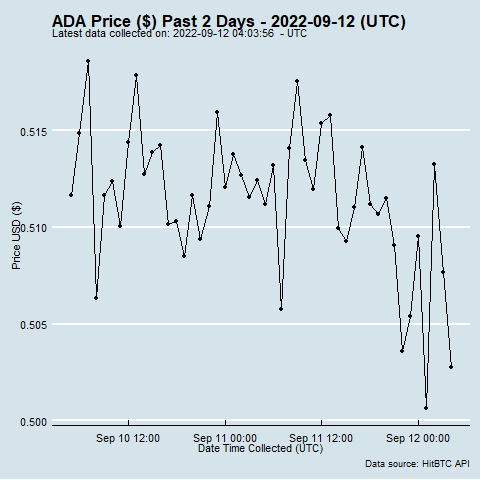 ADA Price ($) Past 2 Days - 2022-09-12 (UTC)
Latest data collected on: 2022-09-12 04:03:56 - UTC
Price USD ($)
0.515
0.510
0.505
0.500
Sep 10 12:00
Sep 11 00:00
Sep 11 12:00
Sep 12 00:00
Date Time Collected (UTC)
Data source: HitBTC API